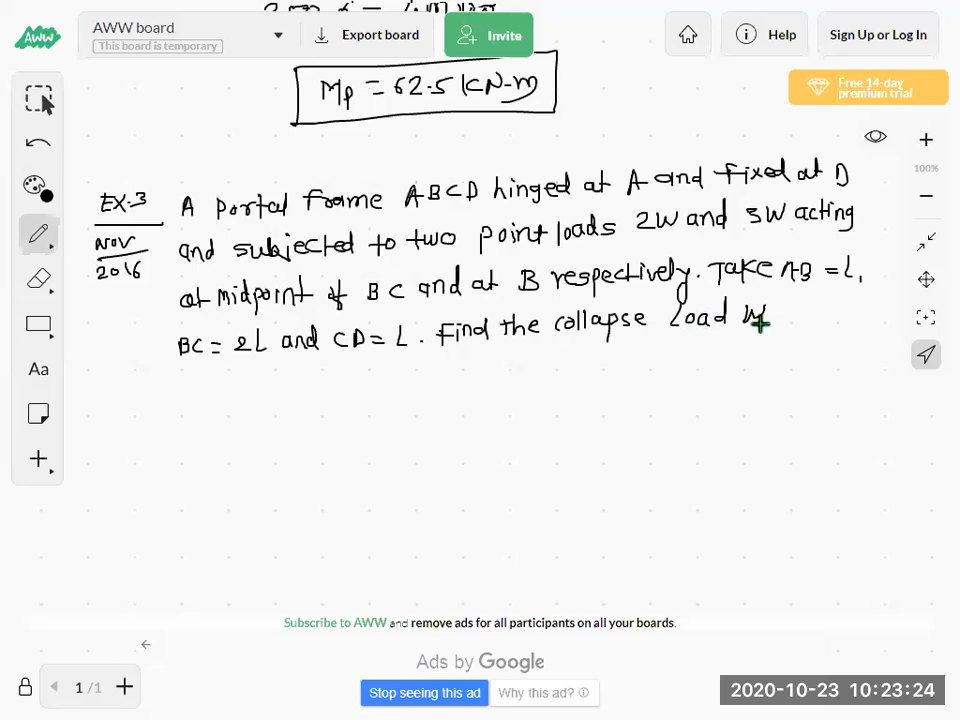 AWW board
This board is temporary
Export board
Invite
Help
Sign Up or Log In
AWW
Free 14-day
premium trial
Mp = 62.5 kN-m
100%
EX-3
Nov
2016
A portal frame ABCD hinged at A and fixed at D
and subjected to two point loads 2W and 3W acting
at midpoint of BC and at B respectively. Take AB = L,
BC = 2L and CD = L. Find the collapse Load W
Aa
Subscribe to AWW and remove ads for all participants on all your boards.
Ads by Google
Stop seeing this ad
Why this ad?
1 /1
2020-10-23 10:23:24